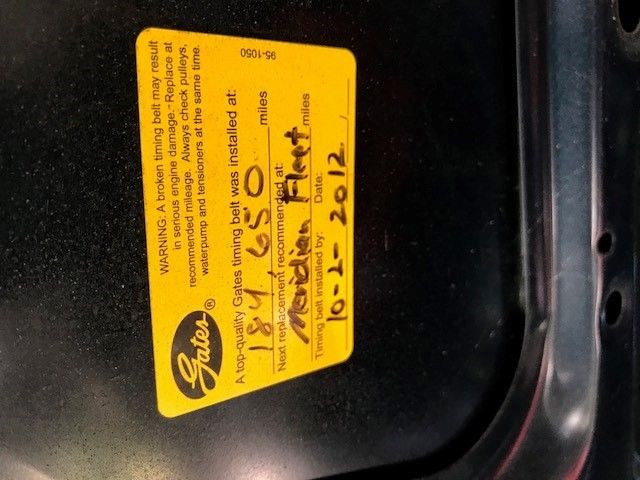 Gates®
WARNING: A broken timing belt may result
in serious engine damage. Replace at
recommended mileage. Always check pulleys,
waterpump and tensioners at the same time.
A top-quality Gates timing belt was installed at:
184,650 miles
Next replacement recommended at:
Meridian Fleet miles
Timing belt installed by: Date:
10-2-2012
95-1050